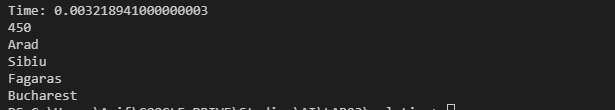 Time: 0.003218941000000003
450
Arad
Sibiu
Fagaras
Bucharest